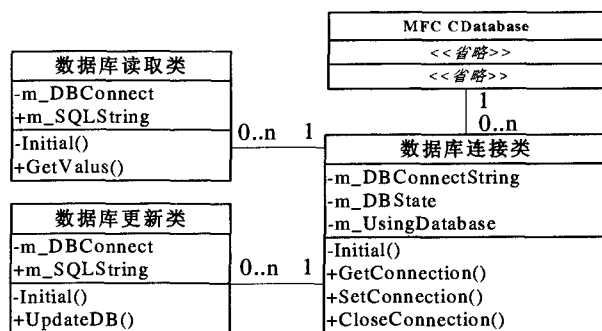 MFC CDatabase
<<省略>>
<<省略>>
数据库读取类
-m_DBConnect
+m_SQLString
-Initial()
+GetValus()
0..n 1
1
0..n
数据库连接类
-m_DBConnectString
-m_DBState
-m_UsingDatabase
-Initial()
+GetConnection()
+SetConnection()
+CloseConnection()
数据库更新类
-m_DBConnect
+m_SQLString
-Initial()
+UpdateDB()
0..n 1